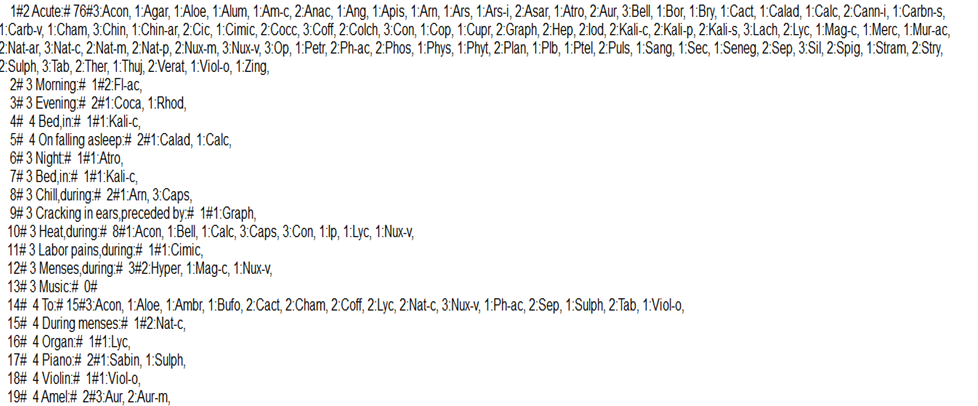 1#2 Acute:# 76#3:Acon, 1:Agar, 1:Aloe, 1:Alum, 1:Am-c, 2:Anac, 1:Ang, 1:Apis, 1:Arn, 1:Ars, 1:Ars-i, 2:Asar, 1:Atro, 2:Aur, 3:Bell, 1:Bor, 1:Bry, 1:Cact, 1:Calad, 1:Calc, 2:Cann-i, 1:Carbn-s,
1:Carb-v, 1:Cham, 3:Chin, 1:Chin-ar, 2:Cic, 1:Cimic, 2:Cocc, 3:Coff, 2:Colch, 3:Con, 1:Cop, 1:Cupr, 2:Graph, 2:Hep, 2:Iod, 2:Kali-c, 2:Kali-p, 2:Kali-s, 3:Lach, 2:Lyc, 1:Mag-c, 1:Merc, 1:Mur-ac,
2:Nat-ar, 3:Nat-c, 2:Nat-m, 2:Nat-p, 2:Nux-m, 3:Nux-v, 3:Op, 1:Petr, 2:Ph-ac, 2:Phos, 1:Phys, 1:Phyt, 2:Plan, 1:Plb, 1:Ptel, 2:Puls, 1:Sang, 1:Sec, 1:Seneg, 2:Sep, 3:Sil, 2:Spig, 1:Stram, 2:Stry,
2:Sulph, 3:Tab, 2:Ther, 1:Thuj, 2:Verat, 1:Viol-o, 1:Zing,
2# 3 Morning:# 1#2:Fl-ac,
3# 3 Evening:# 2#1:Coca, 1:Rhod,
4# 4 Bed,in:# 1#1:Kali-c,
5# 4 On falling asleep:# 2#1:Calad, 1:Calc,
6# 3 Night:# 1#1:Atro,
7# 3 Bed,in:# 1#1:Kali-c,
8# 3 Chill,during:# 2#1:Arn, 3:Caps,
9# 3 Cracking in ears,preceded by:# 1#1:Graph,
10# 3 Heat,during:# 8#1:Acon, 1:Bell, 1:Calc, 3:Caps, 3:Con, 1:Ip, 1:Lyc, 1:Nux-v,
11# 3 Labor pains,during:# 1#1:Cimic,
12# 3 Menses,during:# 3#2:Hyper, 1:Mag-c, 1:Nux-v,
13# 3 Music:# 0#
14# 4 To:# 15#3:Acon, 1:Aloe, 1:Ambr, 1:Bufo, 2:Cact, 2:Cham, 2:Coff, 2:Lyc, 2:Nat-c, 3:Nux-v, 1:Ph-ac, 2:Sep, 1:Sulph, 2:Tab, 1:Viol-o,
15# 4 During menses:# 1#2:Nat-c,
16# 4 Organ:# 1#1:Lyc,
17# 4 Piano:# 2#1:Sabin, 1:Sulph,
18# 4 Violin:# 1#1:Viol-o,
19# 4 Amel:# 2#3:Aur, 2:Aur-m,